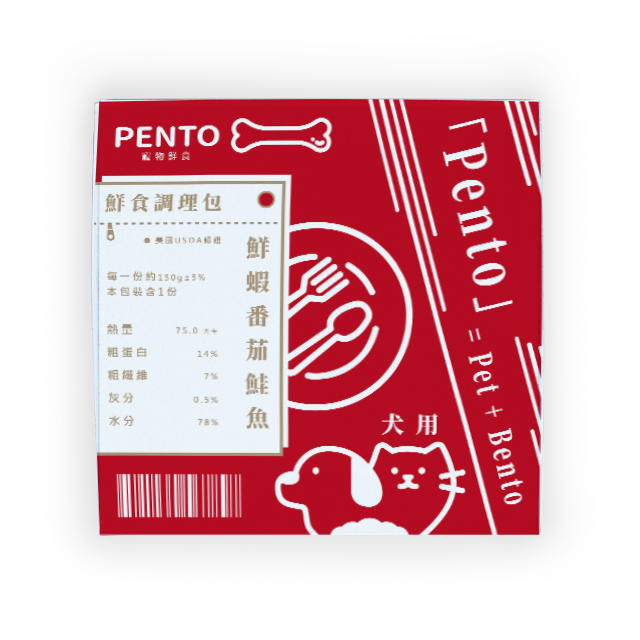 PENTO
寵物鮮食
鮮食調理包
美國USDA認證
鮮蝦番茄鮭魚
每一份約150g±5%
本包裝含1份
熱量 75.0 大卡
粗蛋白 14%
粗纖維 7%
灰分 0.5%
水分 78%
犬用
「Pento」= Pet + Bento